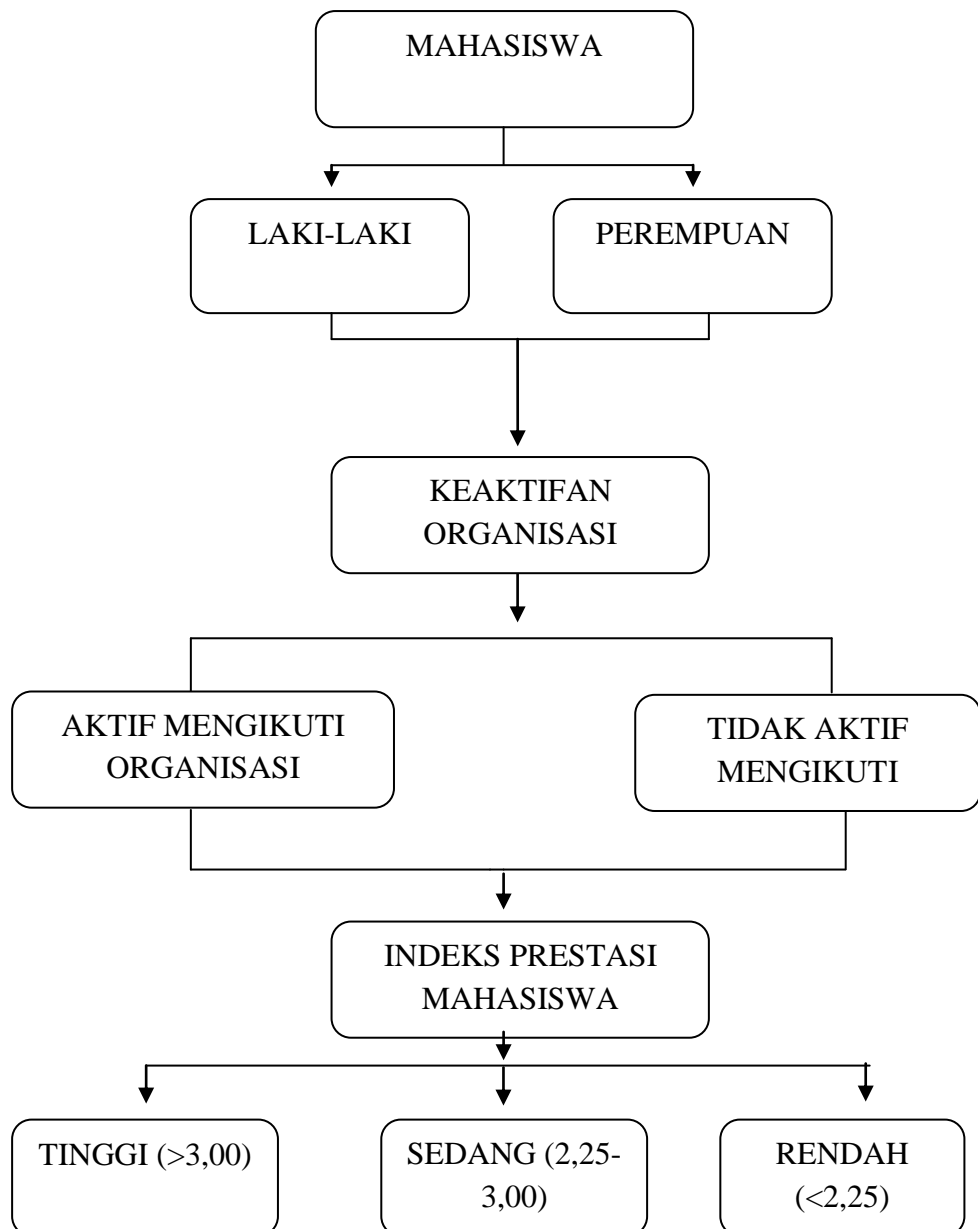 MAHASISWA
LAKI-LAKI
PEREMPUAN
KEAKTIFAN
ORGANISASI
AKTIF MENGIKUTI
ORGANISASI
TIDAK AKTIF
MENGIKUTI
INDEKS PRESTASI
MAHASISWA
TINGGI (>3,00)
SEDANG (2,25-
3,00)
RENDAH
(<2,25)